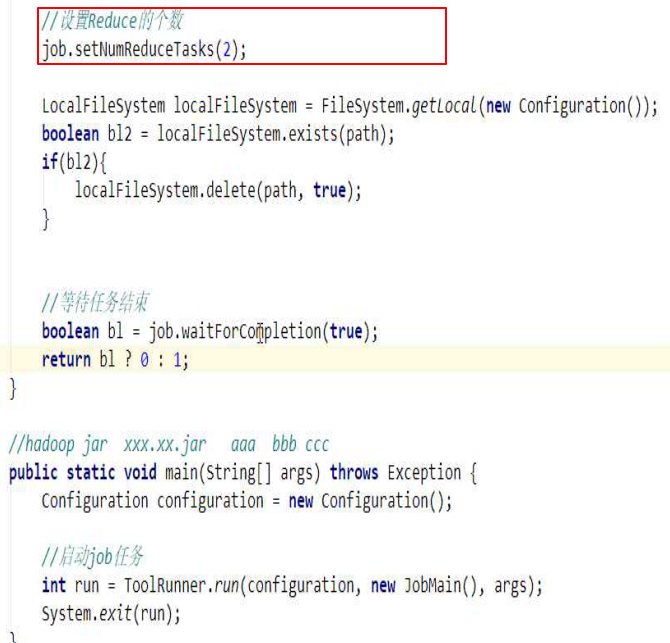 //设置Reduce的个数
job.setNumReduceTasks(2);
LocalFileSystem localFileSystem = FileSystem.getLocal(new Configuration());
boolean bl2 = localFileSystem.exists(path);
if(bl2){
localFileSystem.delete(path, true);
}
//等待任务结束
boolean bl = job.waitForCompletion(true);
return bl ? 0 : 1;
}
//hadoop jar xxx.xx.jar aaa bbb ccc
public static void main(String[] args) throws Exception {
Configuration configuration = new Configuration();
//启动job任务
int run = ToolRunner.run(configuration, new JobMain(), args);
System.exit(run);
}